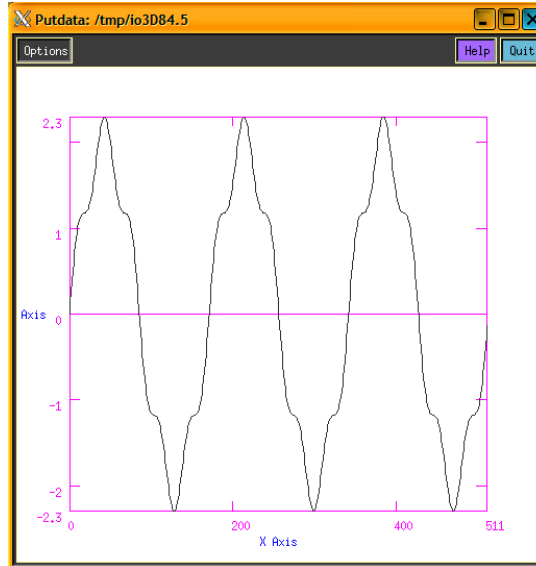 Putdata: /tmp/io3D84.5
Options Help Quit
2.3
1
Axis 0
-1
-2
-2.3
0 200 400 511
X Axis